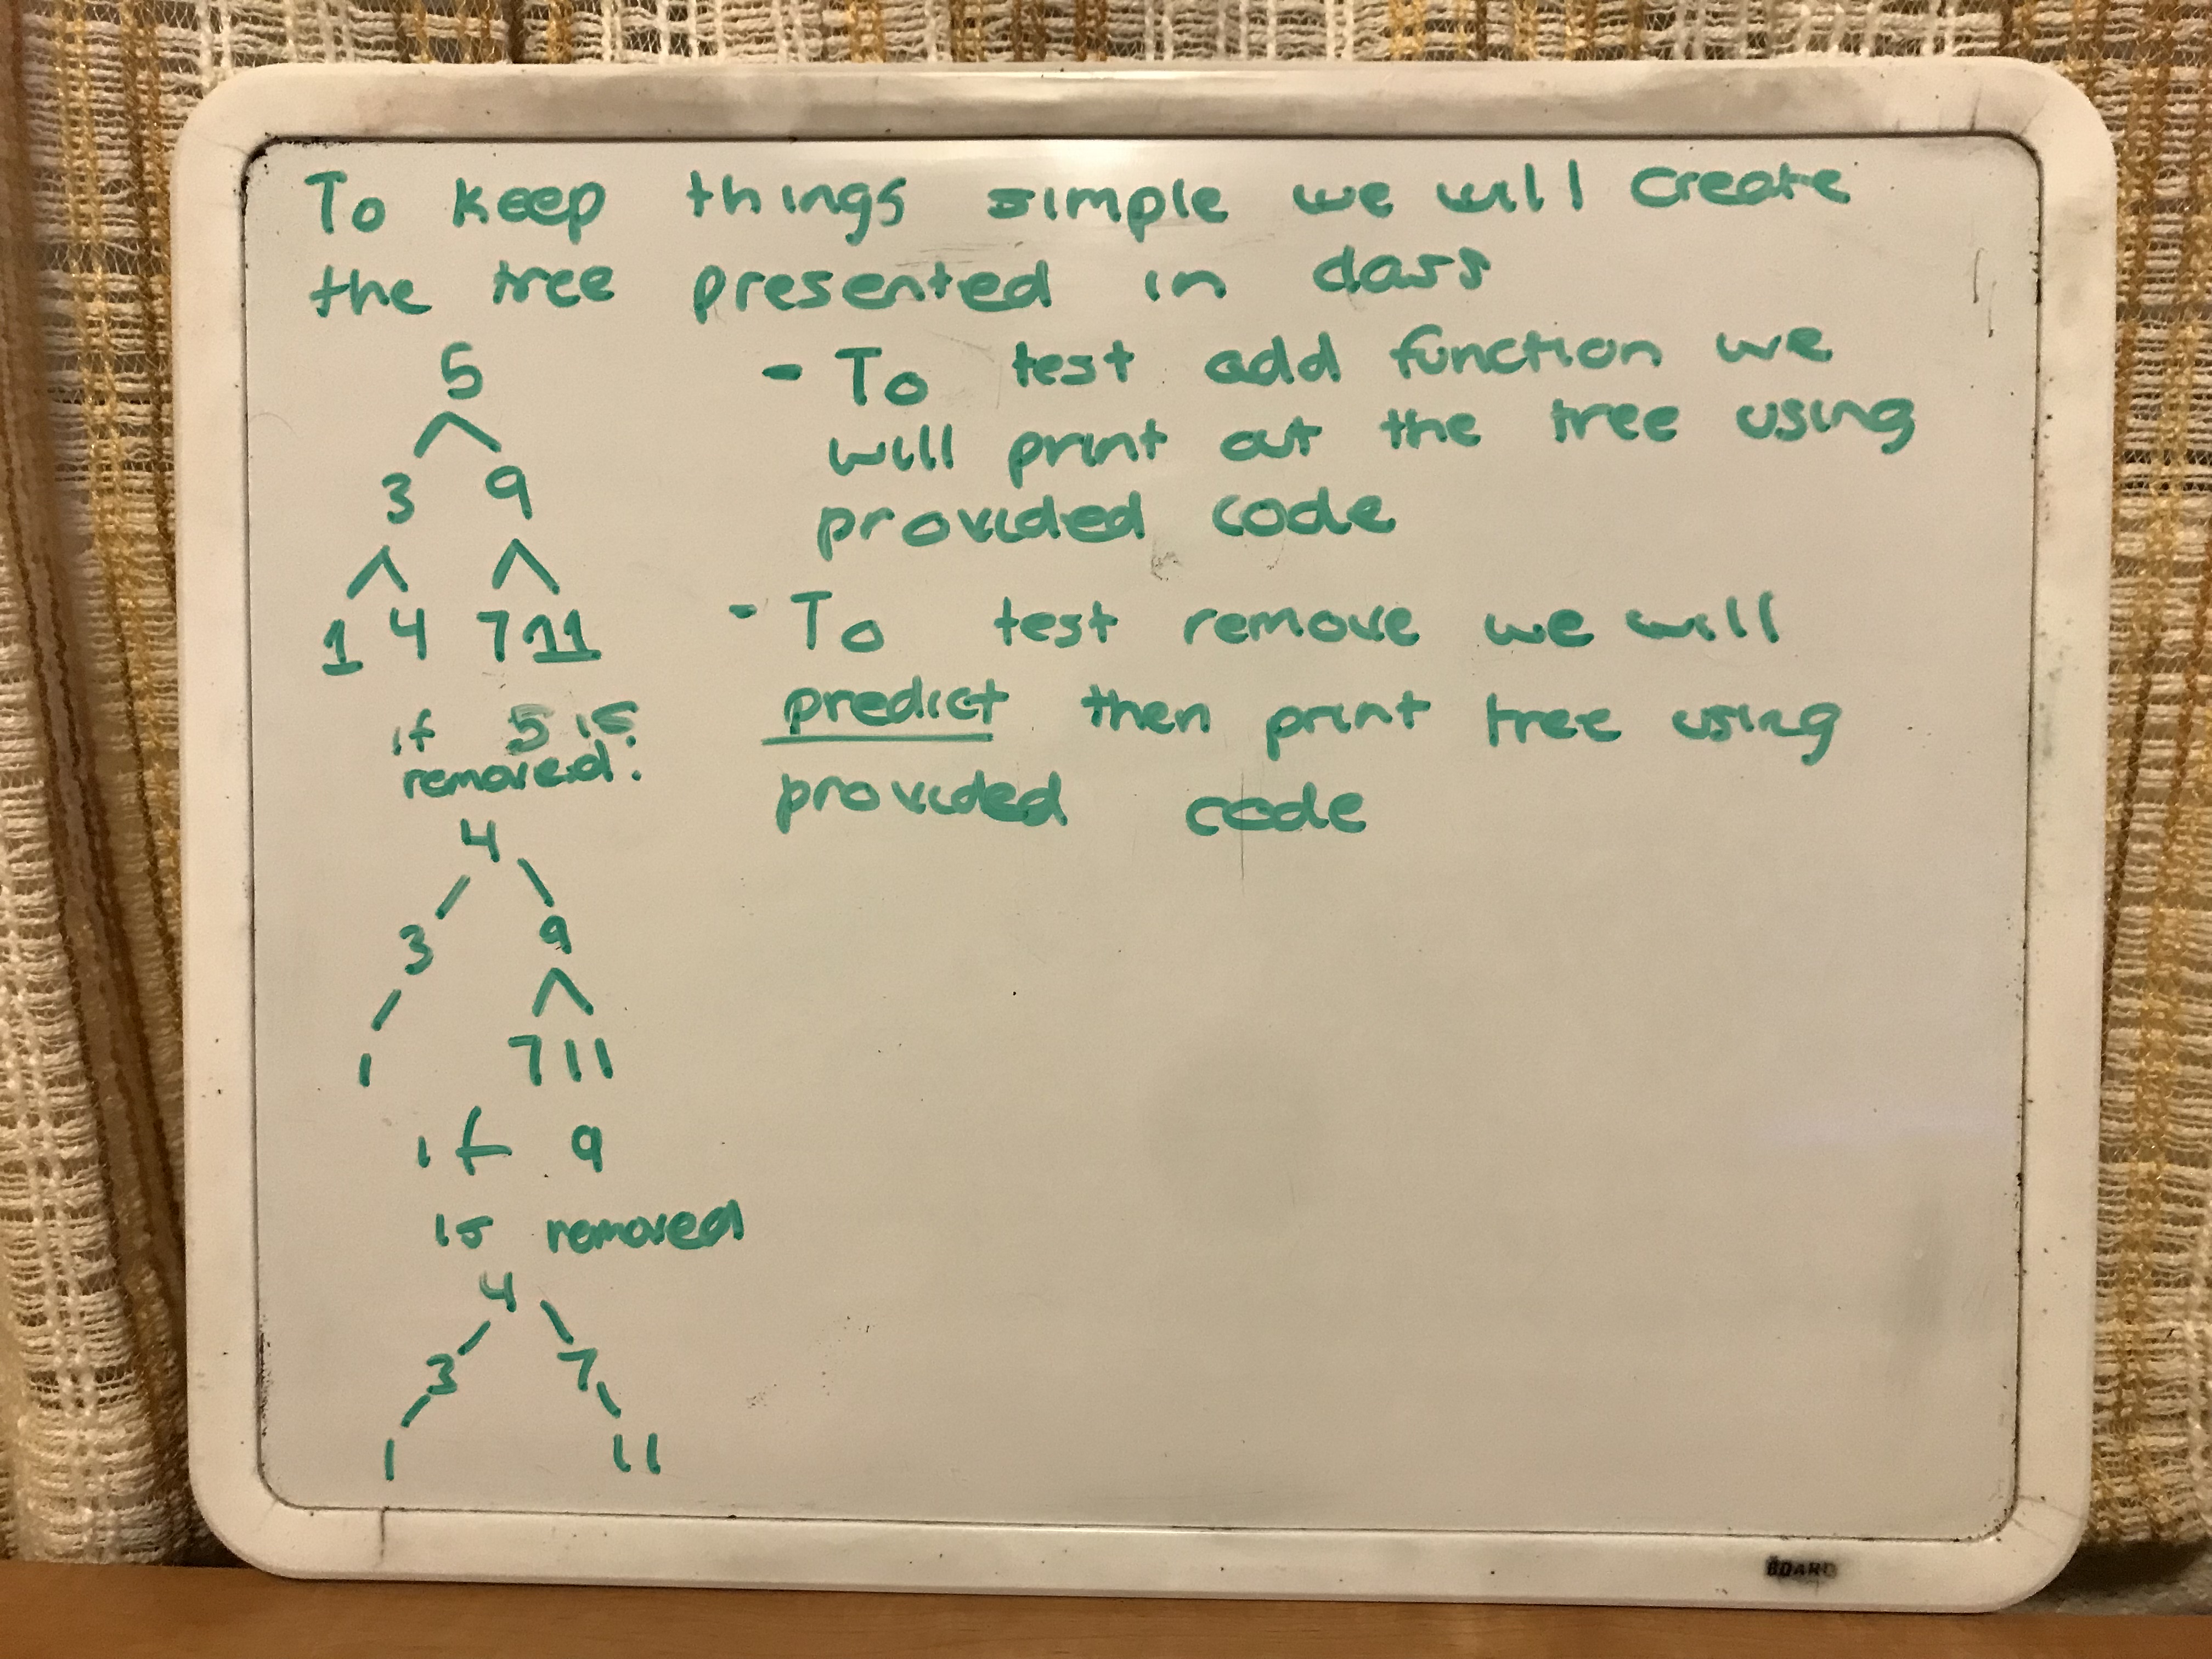 To keep things simple we will create
the tree presented in class
5
3 9
1 4 7 11
if 5 is
removed:
4
3 9
1 7 11
if 9
is removed
4
3 7
1 11
- To test add function we
will print out the tree using
provided code
- To test remove we will
predict then print tree using
provided code
BOARD